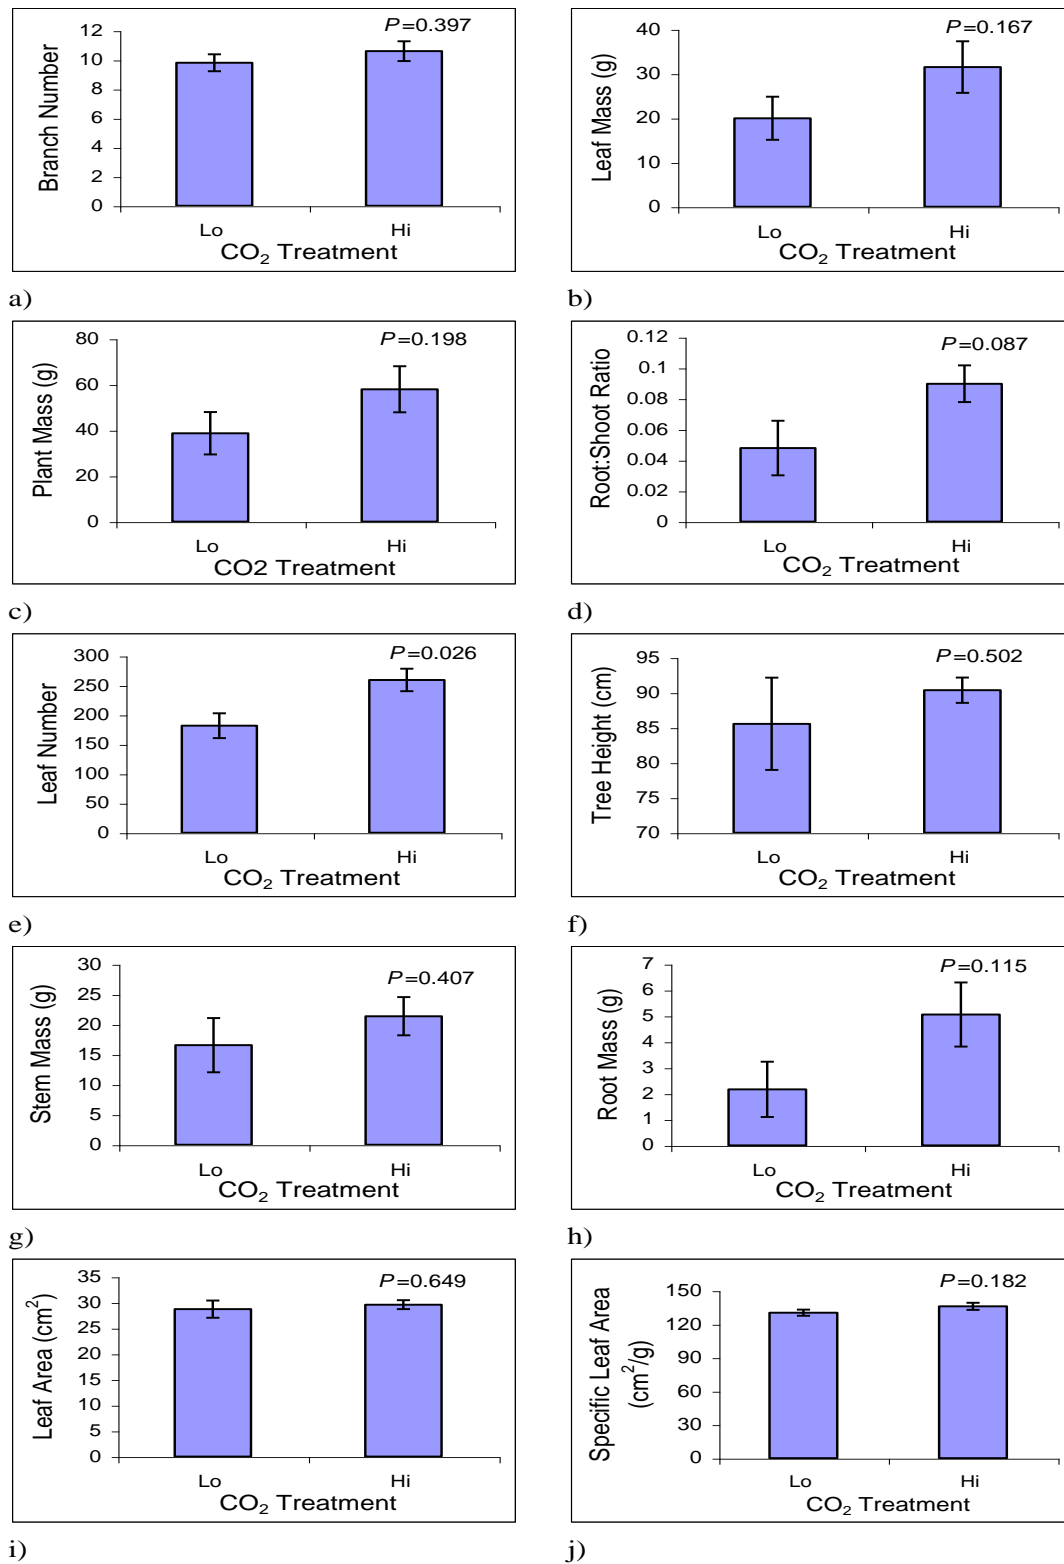 P=0.397
12
10
8
6
4
2
0
Branch Number
Lo
Hi
CO₂ Treatment
a)
P=0.167
40
30
20
10
0
Leaf Mass (g)
Lo
Hi
CO₂ Treatment
b)
P=0.198
80
60
40
20
0
Plant Mass (g)
Lo
Hi
CO2 Treatment
c)
P=0.087
0.12
0.1
0.08
0.06
0.04
0.02
0
Root:Shoot Ratio
Lo
Hi
CO₂ Treatment
d)
P=0.026
300
250
200
150
100
50
0
Leaf Number
Lo
Hi
CO₂ Treatment
e)
P=0.502
95
90
85
80
75
70
Tree Height (cm)
Lo
Hi
CO₂ Treatment
f)
P=0.407
30
25
20
15
10
5
0
Stem Mass (g)
Lo
Hi
CO₂ Treatment
g)
P=0.115
7
6
5
4
3
2
1
0
Root Mass (g)
Lo
Hi
CO₂ Treatment
h)
P=0.649
35
30
25
20
15
10
5
0
Leaf Area (cm²)
Lo
Hi
CO₂ Treatment
i)
P=0.182
150
120
90
60
30
0
Specific Leaf Area
(cm²/g)
Lo
Hi
CO₂ Treatment
j)